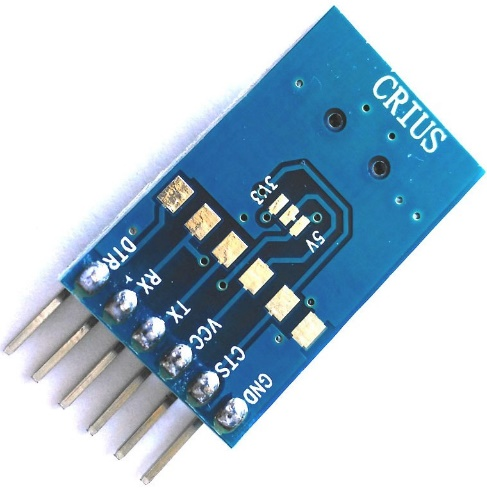 CRIUS
3V3
5V
DTR
RX
TX
VCC
CTS
GND